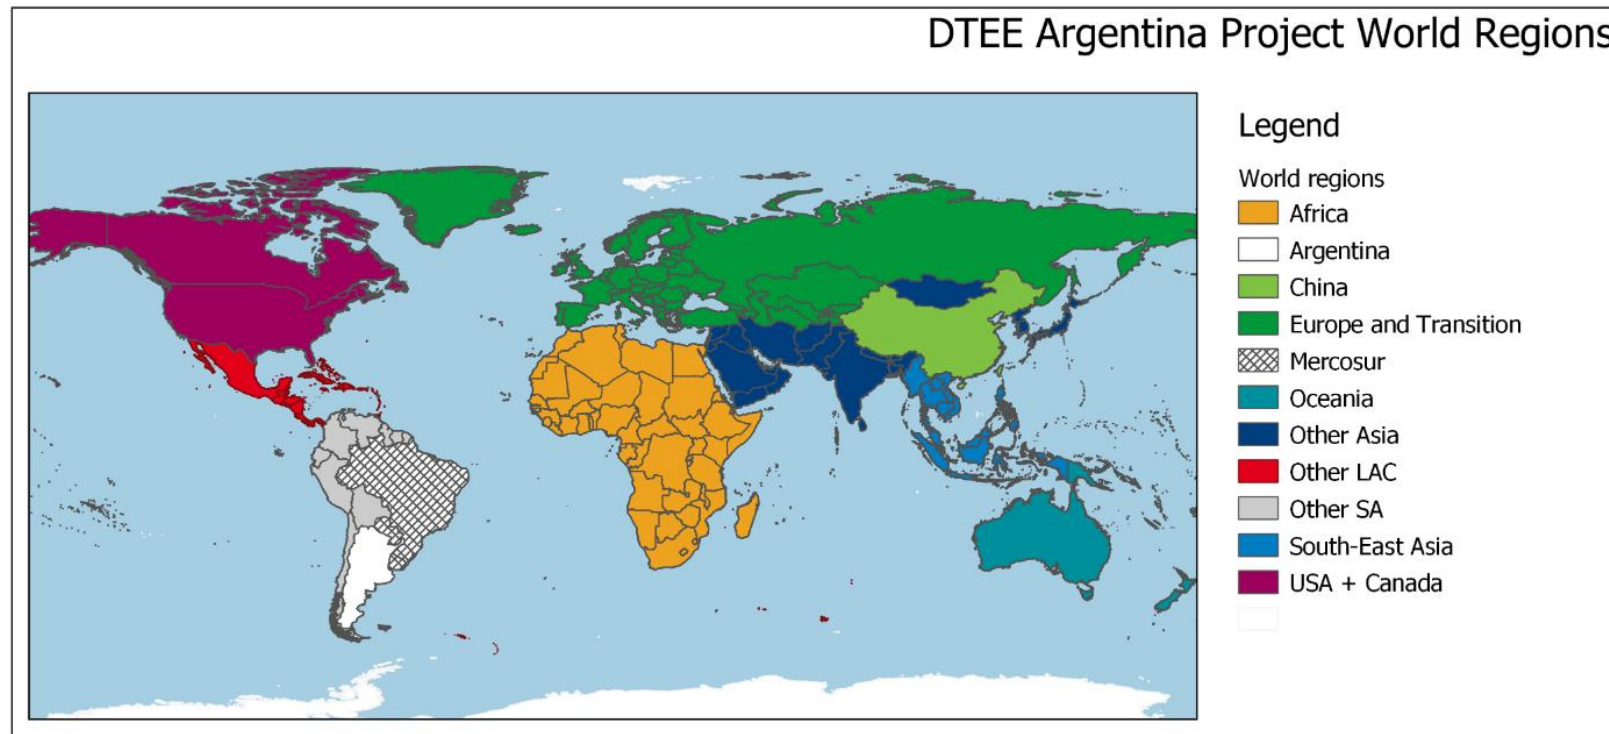 DTEE Argentina Project World Regions
Legend
World regions
Africa
Argentina
China
Europe and Transition
Mercosur
Oceania
Other Asia
Other LAC
Other SA
South-East Asia
USA + Canada